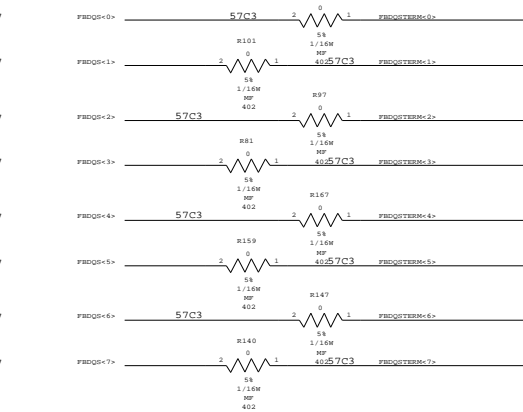 FBDQS<0> 57C3 2 0 1 FBDQSTERM<0>
5%
1/16W
MF
402
R101
FBDQS<1> 2 0 1 57C3 FBDQSTERM<1>
5%
1/16W
MF
402
R97
FBDQS<2> 57C3 2 0 1 FBDQSTERM<2>
5%
1/16W
MF
402
R81
FBDQS<3> 2 0 1 57C3 FBDQSTERM<3>
5%
1/16W
MF
402
R167
FBDQS<4> 57C3 2 0 1 FBDQSTERM<4>
5%
1/16W
MF
402
R159
FBDQS<5> 2 0 1 57C3 FBDQSTERM<5>
5%
1/16W
MF
402
R147
FBDQS<6> 57C3 2 0 1 FBDQSTERM<6>
5%
1/16W
MF
402
R140
FBDQS<7> 2 0 1 57C3 FBDQSTERM<7>
5%
1/16W
MF
402